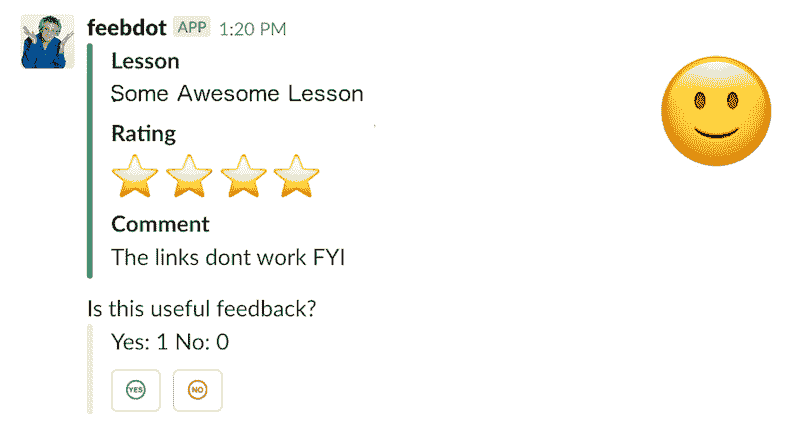 feebdot APP 1:20 PM
Lesson
Some Awesome Lesson
Rating
Comment
The links dont work FYI
Is this useful feedback?
Yes: 1 No: 0
YES NO